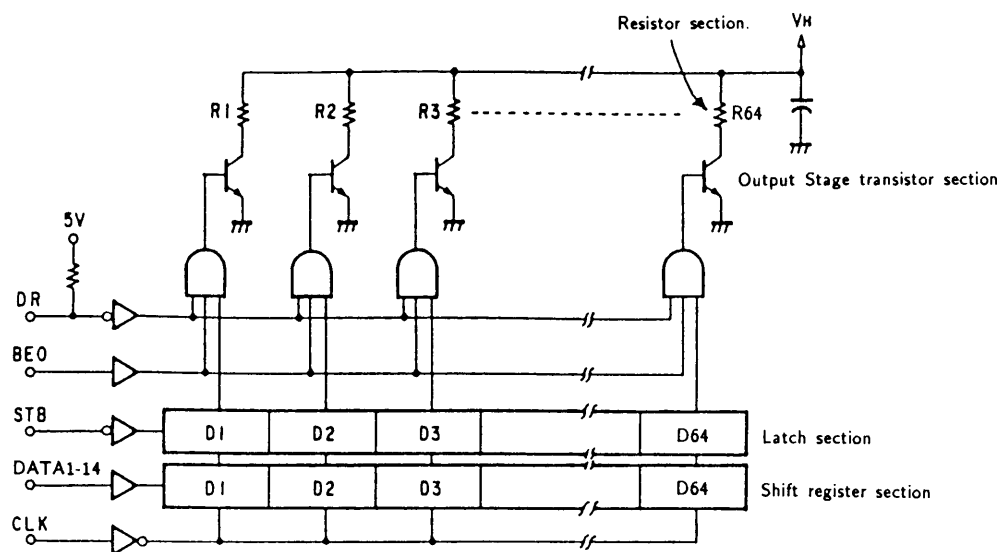 Resistor section.
VH
R1
R2
R3
R64
Output Stage transistor section
5V
DR
BEO
STB
D1
D2
D3
D64
Latch section
DATA1-14
D1
D2
D3
D64
Shift register section
CLK